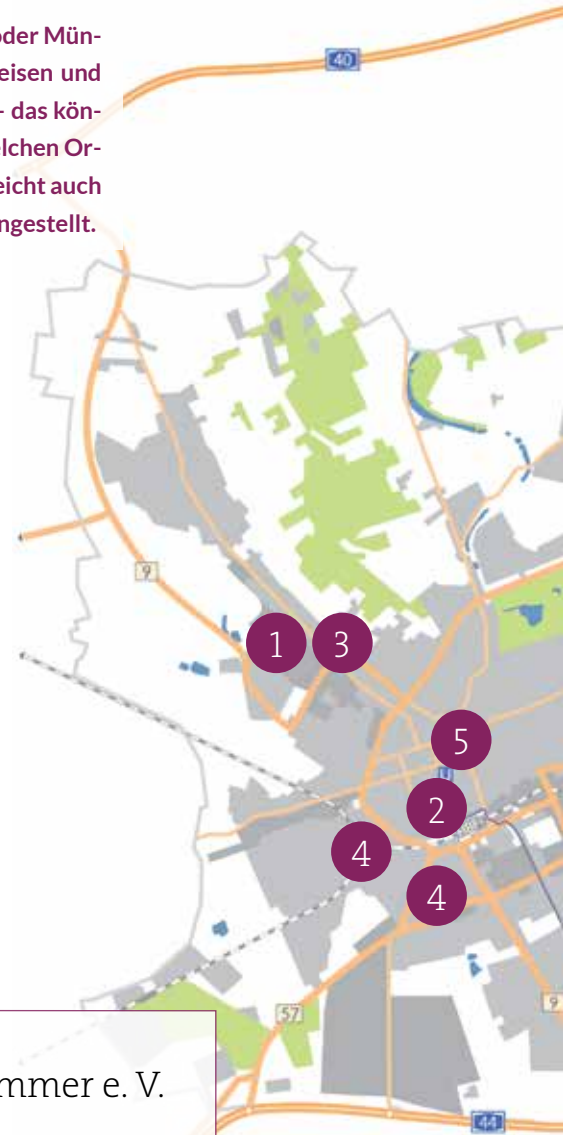 oder Mün-
eisen und
- das kön-
elchen Or-
eicht auch
ngestellt.
40
9
1
3
5
2
4
4
57
9
mmer e. V.
44